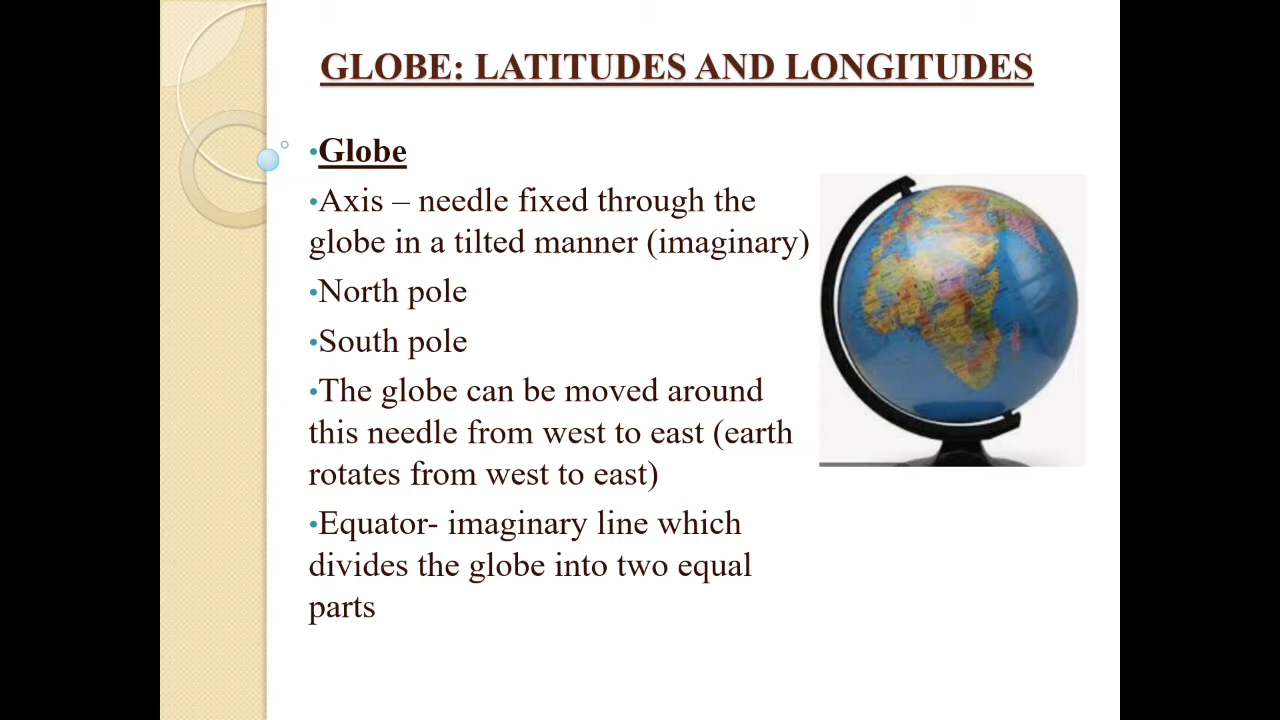 GLOBE: LATITUDES AND LONGITUDES
•Globe
•Axis – needle fixed through the
globe in a tilted manner (imaginary)
•North pole
•South pole
•The globe can be moved around
this needle from west to east (earth
rotates from west to east)
•Equator- imaginary line which
divides the globe into two equal
parts